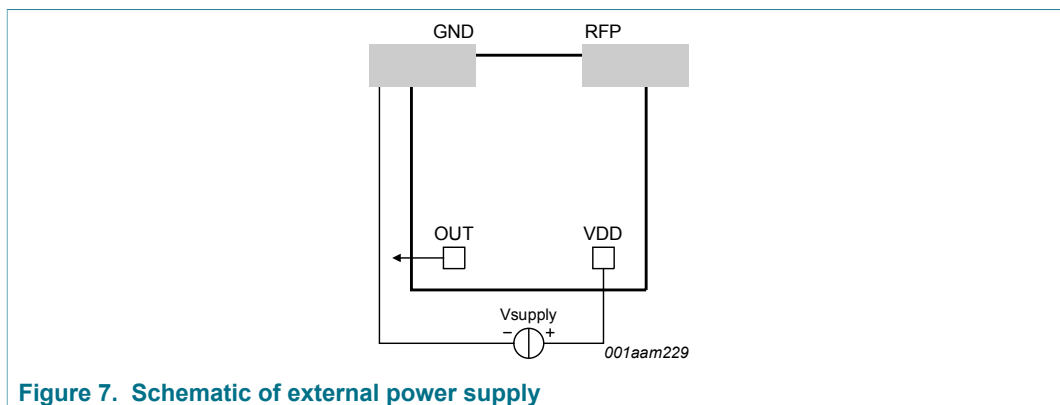 GND RFP
OUT VDD
Vsupply
− +
001aam229
Figure 7. Schematic of external power supply